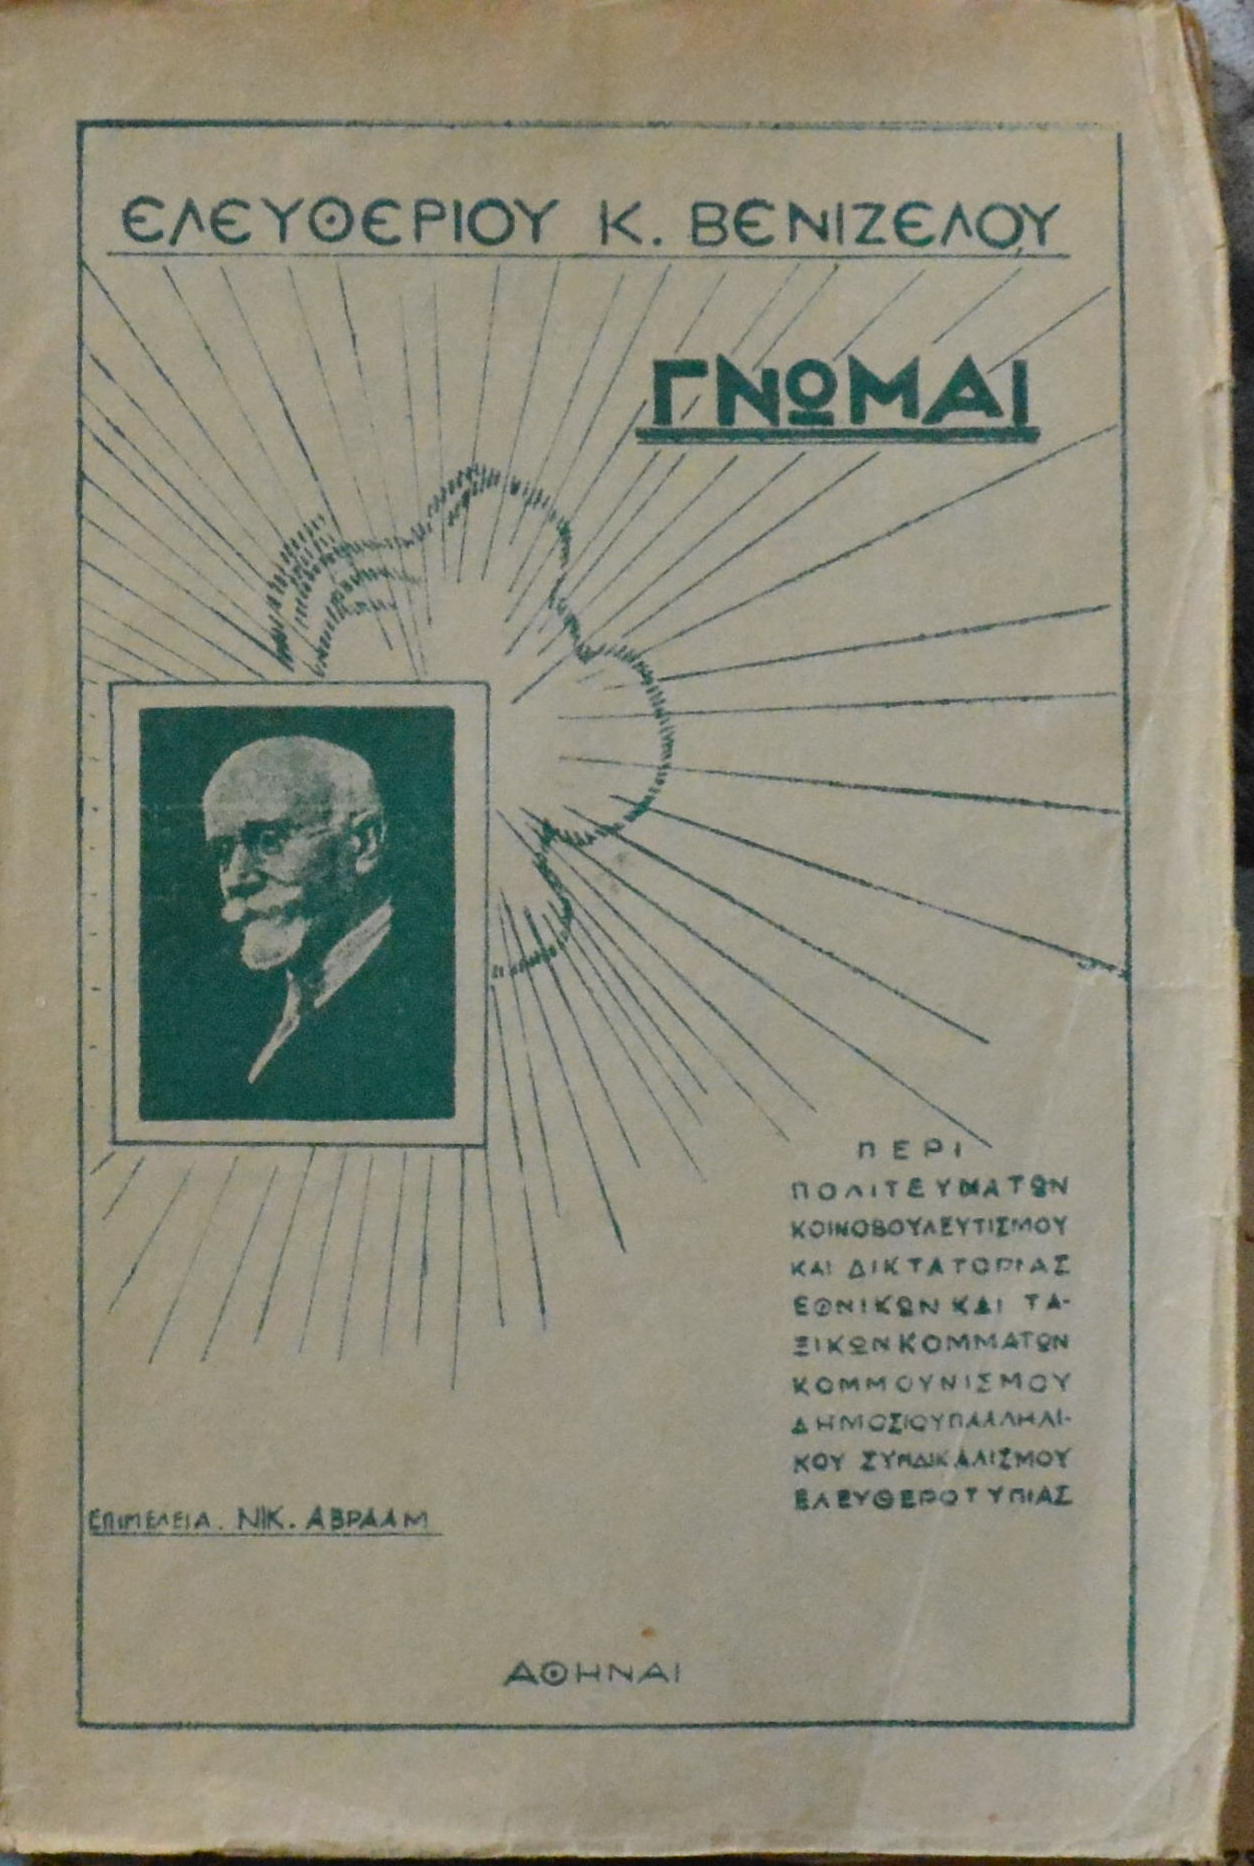 ΕΛΕΥΘΕΡΙΟΥ Κ. ΒΕΝΙΖΕΛΟΥ
ΓΝΩΜΑΙ
ΠΕΡΙ
ΠΟΛΙΤΕΥΜΑΤΩΝ
ΚΟΙΝΟΒΟΥΛΕΥΤΙΣΜΟΥ
ΚΑΙ ΔΙΚΤΑΤΟΡΙΑΣ
ΕΘΝΙΚΩΝ ΚΑΙ ΤΑ-
ΞΙΚΩΝ ΚΟΜΜΑΤΩΝ
ΚΟΜΜΟΥΝΙΣΜΟΥ
ΔΗΜΟΣΙΟΥΠΑΛΛΗΛΙ-
ΚΟΥ ΣΥΝΔΙΚΑΛΙΣΜΟΥ
ΕΛΕΥΘΕΡΟΤΥΠΙΑΣ
ΕΠΙΜΕΛΕΙΑ. ΝΙΚ. ΑΒΡΑΑΜ
ΑΘΗΝΑΙ